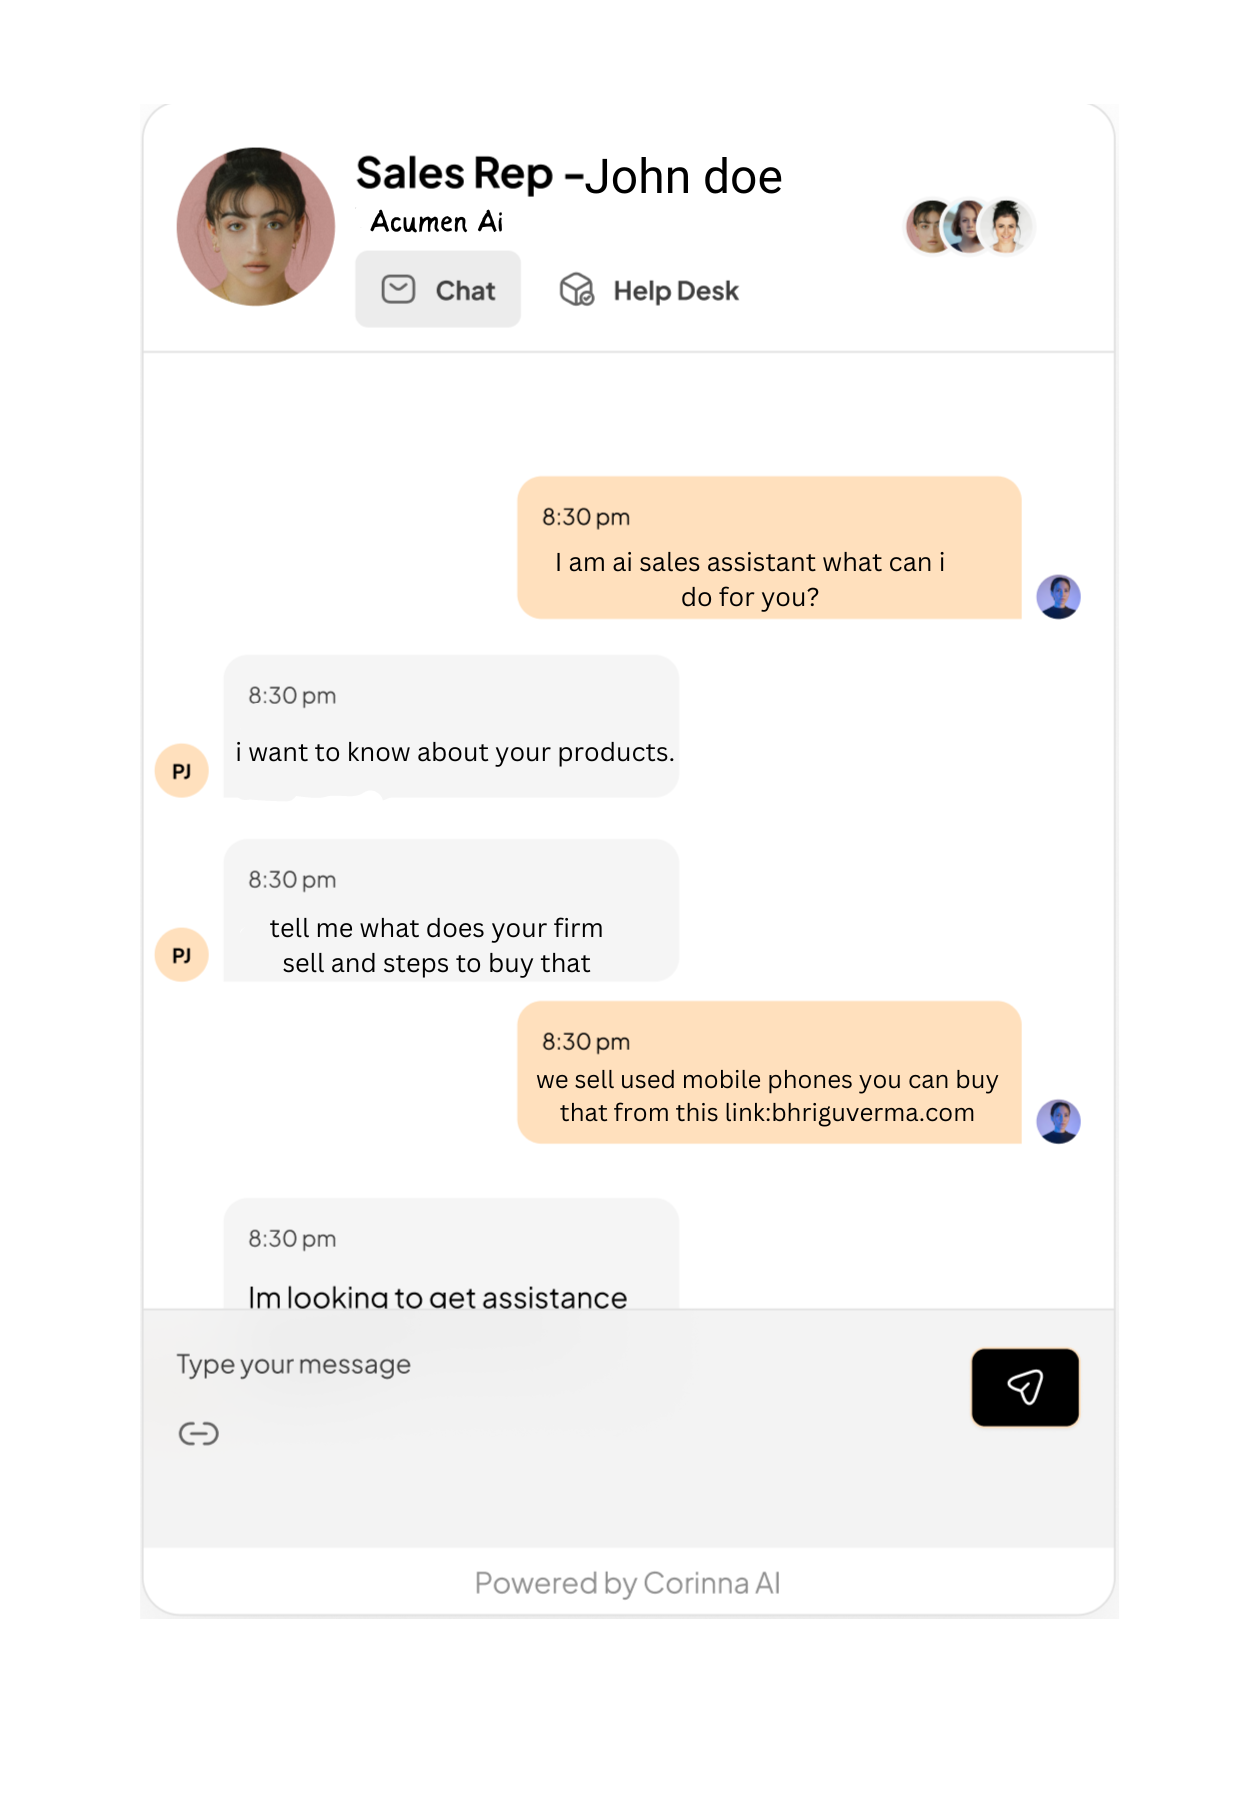 Sales Rep -John doe
Acumen Ai
Chat
Help Desk
8:30 pm
I am ai sales assistant what can i
do for you?
8:30 pm
i want to know about your products.
PJ
8:30 pm
tell me what does your firm
sell and steps to buy that
PJ
8:30 pm
we sell used mobile phones you can buy
that from this link:bhriguverma.com
8:30 pm
Im looking to get assistance
Type your message
Powered by Corinna AI